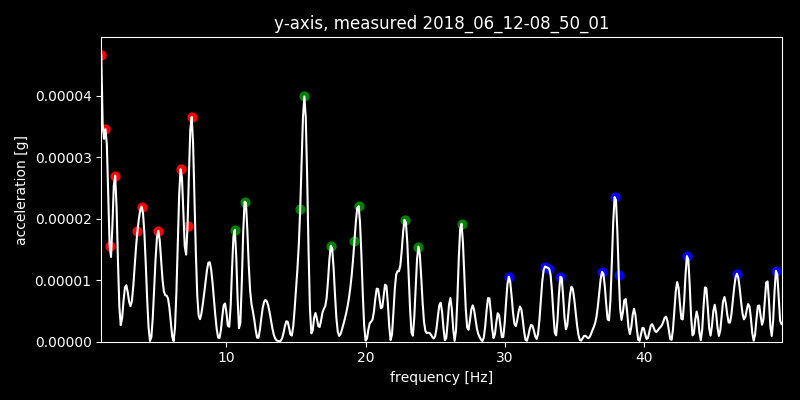 y-axis, measured 2018_06_12-08_50_01
acceleration [g]
0.00004
0.00003
0.00002
0.00001
0.00000
10 20 30 40
frequency [Hz]